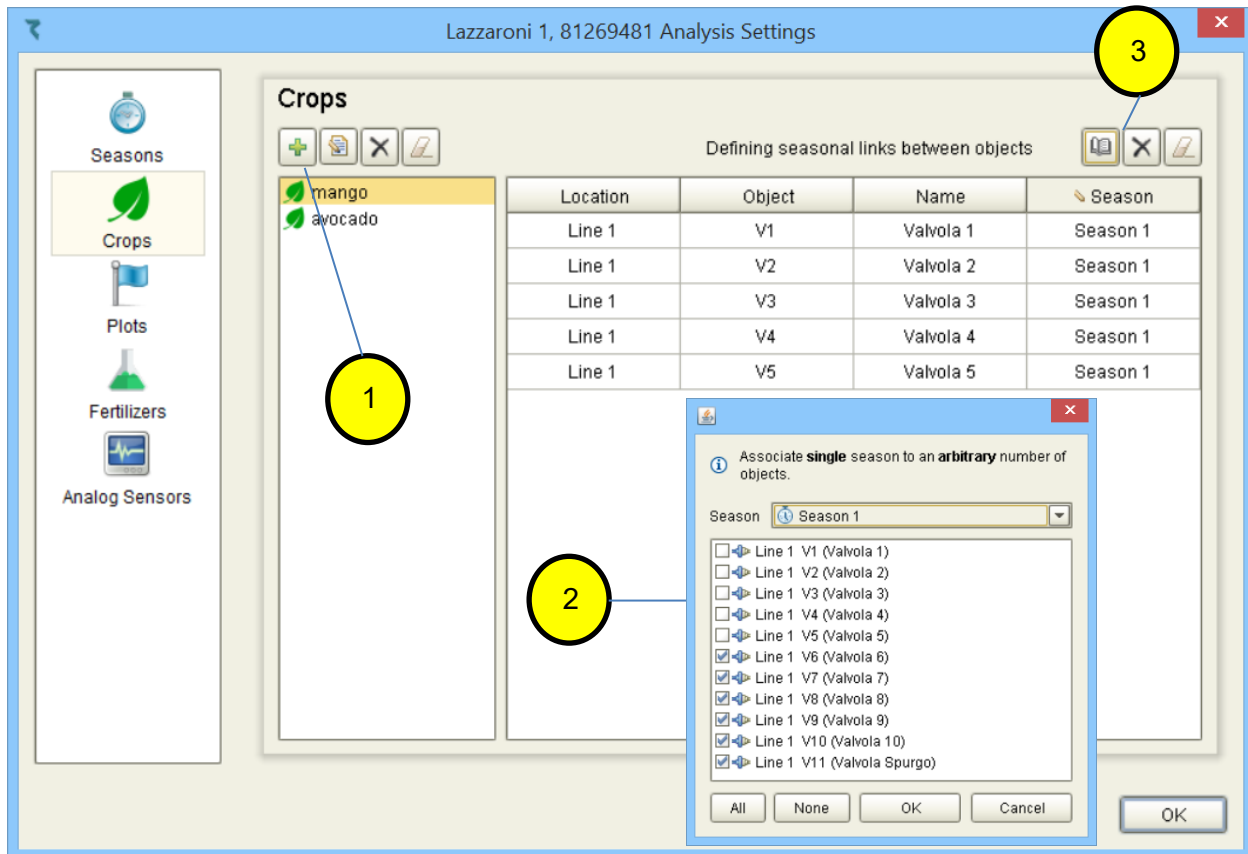 Lazzaroni 1, 81269481 Analysis Settings
3
Seasons
Crops
Plots
Fertilizers
Analog Sensors
Crops
Defining seasonal links between objects
mango
avocado
Location Object Name Season
Line 1 V1 Valvola 1 Season 1
Line 1 V2 Valvola 2 Season 1
Line 1 V3 Valvola 3 Season 1
Line 1 V4 Valvola 4 Season 1
Line 1 V5 Valvola 5 Season 1
1
2
Associate single season to an arbitrary number of
objects.
Season Season 1
Line 1 V1 (Valvola 1)
Line 1 V2 (Valvola 2)
Line 1 V3 (Valvola 3)
Line 1 V4 (Valvola 4)
Line 1 V5 (Valvola 5)
Line 1 V6 (Valvola 6)
Line 1 V7 (Valvola 7)
Line 1 V8 (Valvola 8)
Line 1 V9 (Valvola 9)
Line 1 V10 (Valvola 10)
Line 1 V11 (Valvola Spurgo)
All None OK Cancel
OK